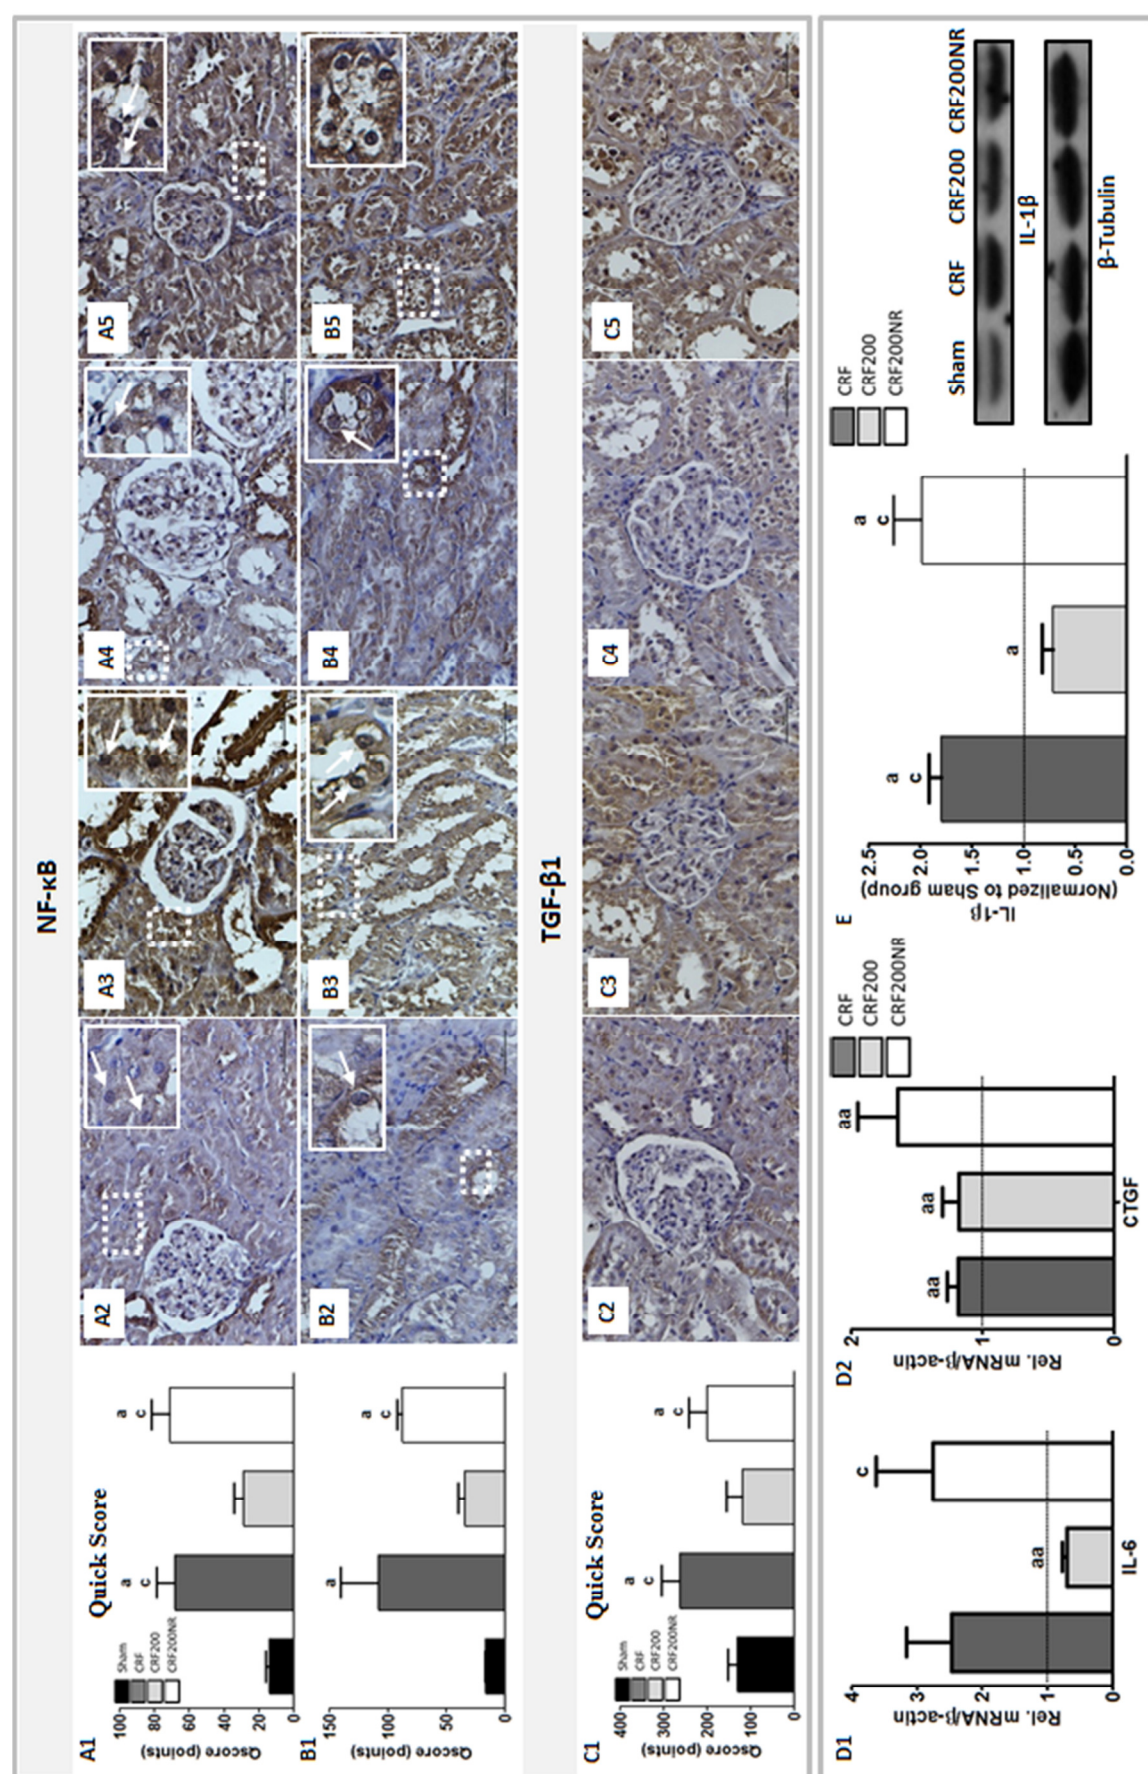 NF-κB
A1
Quick Score
Sham
CRF
CRF200
CRF200NR
Qscore (points)
100
80
60
40
20
0
a
c
a
c
A2
A3
A4
A5
B1
Qscore (points)
150
100
50
0
a
a
c
B2
B3
B4
B5
TGF-β1
C1
Quick Score
Sham
CRF
CRF200
CRF200NR
Qscore (points)
400
300
200
100
0
a
c
a
c
C2
C3
C4
C5
D1
Rel. mRNA/β-actin
4
3
2
1
0
aa
c
IL-6
D2
Rel. mRNA/β-actin
2
1
0
aa
aa
aa
CTGF
CRF
CRF200
CRF200NR
E
IL-1β
(Normalized to Sham group)
2.5
2.0
1.5
1.0
0.5
0.0
a
c
a
a
c
CRF
CRF200
CRF200NR
Sham CRF CRF200 CRF200NR
IL-1β
β-Tubulin